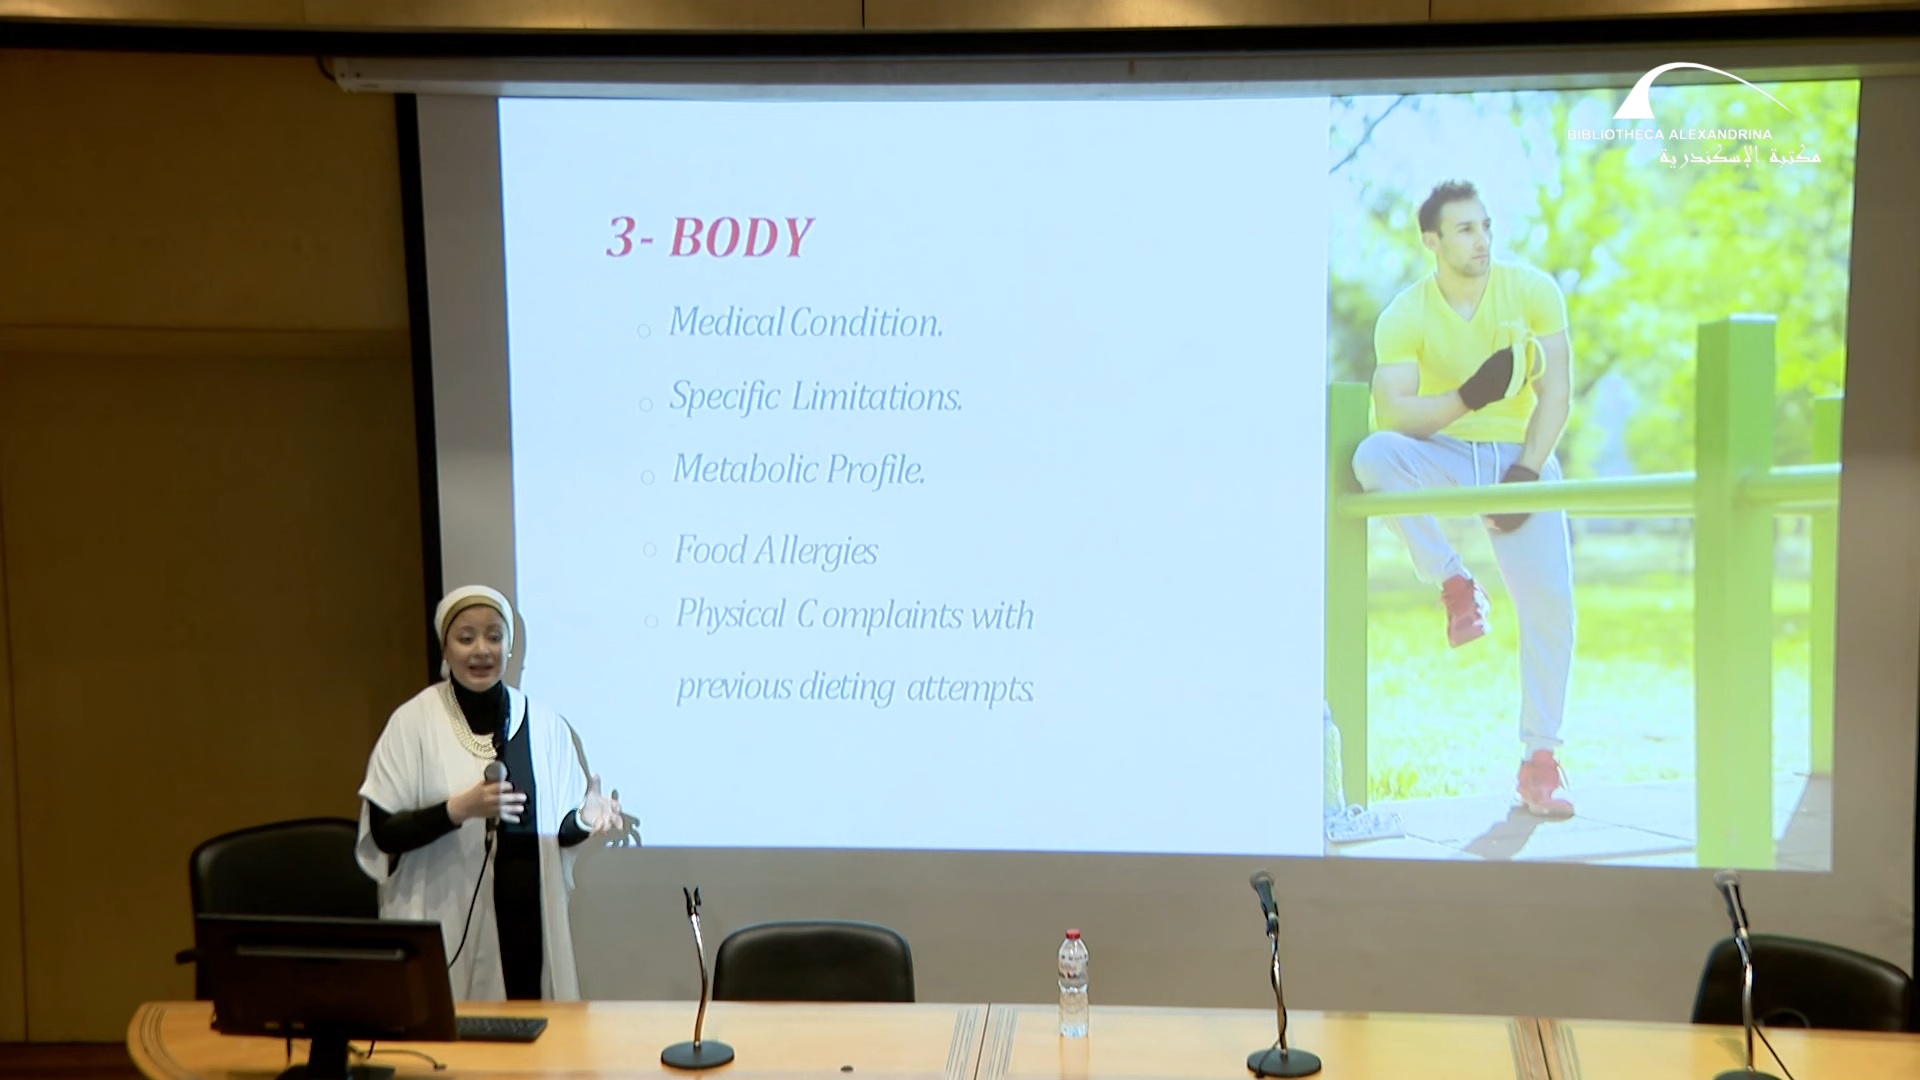 BIBLIOTHECA ALEXANDRINA
مكتبة الإسكندرية
3- BODY
Medical Condition.
Specific Limitations.
Metabolic Profile.
Food Allergies
Physical Complaints with
previous dieting attempts.